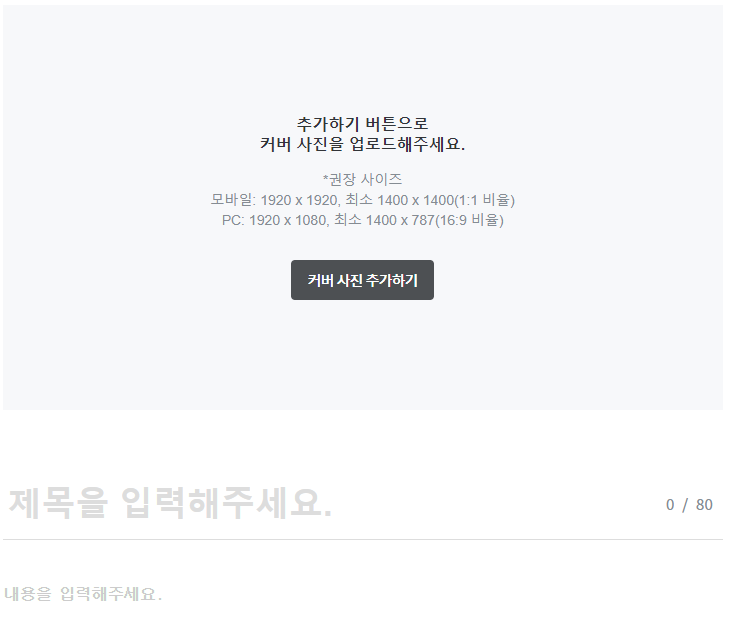 추가하기 버튼으로
커버 사진을 업로드해주세요.
*권장 사이즈
모바일: 1920 x 1920, 최소 1400 x 1400(1:1 비율)
PC: 1920 x 1080, 최소 1400 x 787(16:9 비율)
커버 사진 추가하기
제목을 입력해주세요.
0 / 80
내용을 입력해주세요.